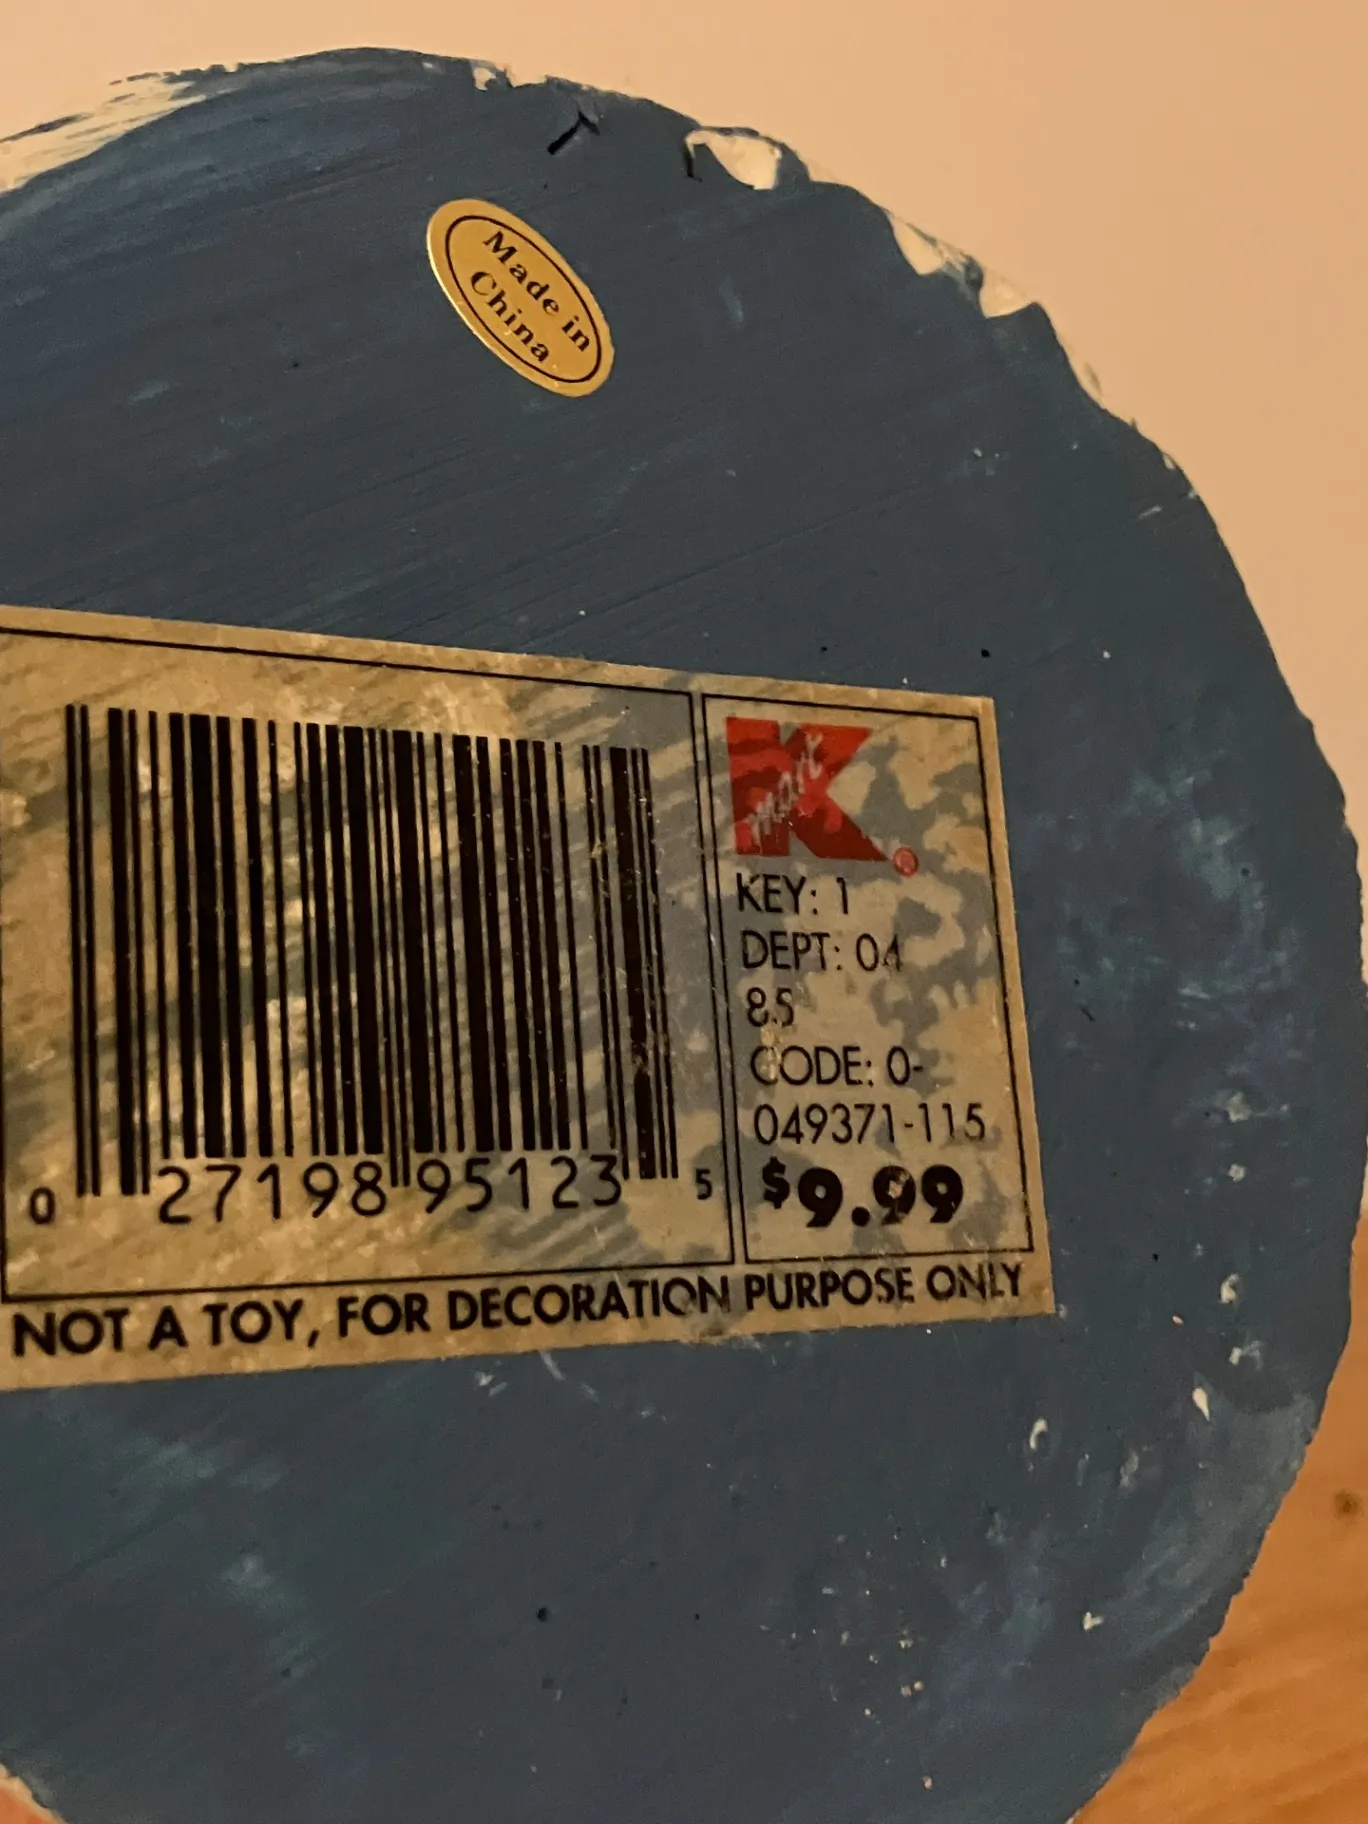 Made in
China
K
mart
®
KEY: 1
DEPT: 04
85
CODE: 0-
049371-115
$9.99
0 27198 95123 5
NOT A TOY, FOR DECORATION PURPOSE ONLY